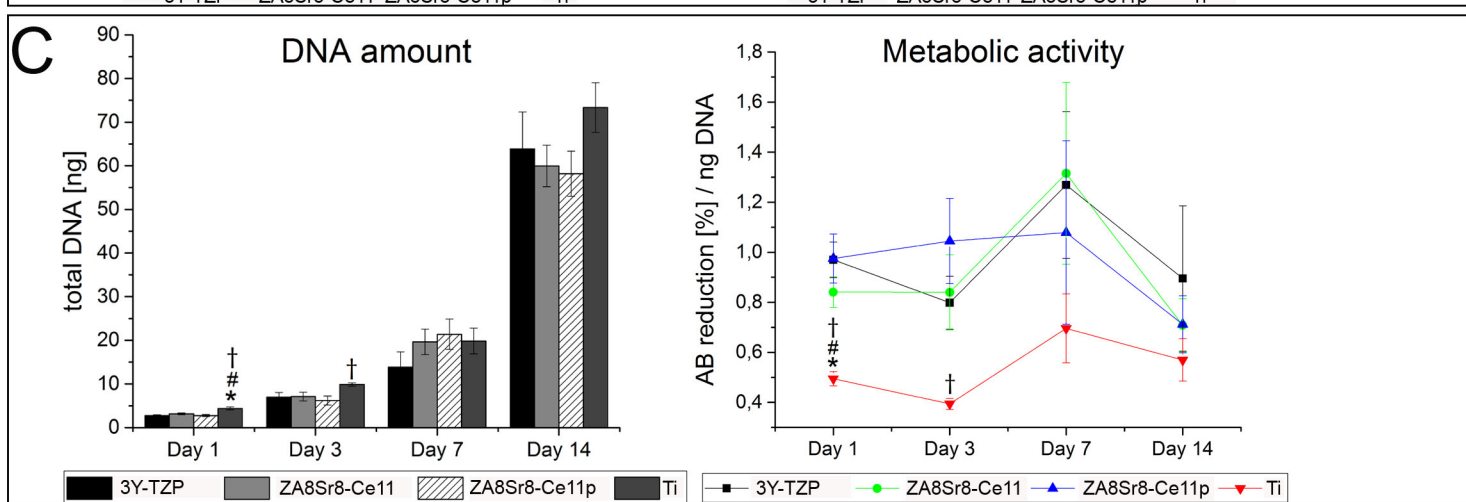 C
DNA amount
total DNA [ng]
90
80
70
60
50
40
30
20
10
0
†
#
*
†
Day 1 Day 3 Day 7 Day 14
3Y-TZP ZA8Sr8-Ce11 ZA8Sr8-Ce11p Ti
Metabolic activity
AB reduction [%] / ng DNA
1,8
1,6
1,4
1,2
1,0
0,8
0,6
0,4
†
#
*
†
Day 1 Day 3 Day 7 Day 14
3Y-TZP ZA8Sr8-Ce11 ZA8Sr8-Ce11p Ti